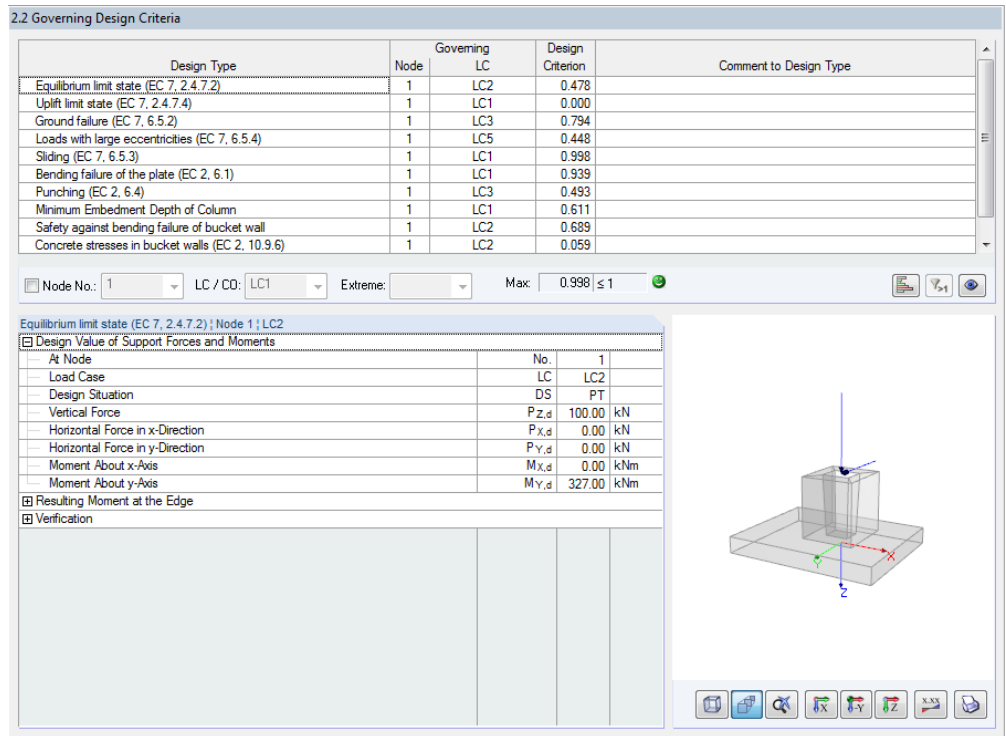 2.2 Governing Design Criteria
Governing Design
Design Type Node LC Criterion Comment to Design Type
Equilibrium limit state (EC 7, 2.4.7.2) 1 LC2 0.478
Uplift limit state (EC 7, 2.4.7.4) 1 LC1 0.000
Ground failure (EC 7, 6.5.2) 1 LC3 0.794
Loads with large eccentricities (EC 7, 6.5.4) 1 LC5 0.448
Sliding (EC 7, 6.5.3) 1 LC1 0.998
Bending failure of the plate (EC 2, 6.1) 1 LC1 0.939
Punching (EC 2, 6.4) 1 LC3 0.493
Minimum Embedment Depth of Column 1 LC1 0.611
Safety against bending failure of bucket wall 1 LC2 0.689
Concrete stresses in bucket walls (EC 2, 10.9.6) 1 LC2 0.059
Node No.: 1 LC / CO: LC1 Extreme: Max: 0.998 ≤ 1 >1
Equilibrium limit state (EC 7, 2.4.7.2) ¦ Node 1 ¦ LC2
Design Value of Support Forces and Moments
At Node No. 1
Load Case LC LC2
Design Situation DS PT
Vertical Force PZ,d 100.00 kN
Horizontal Force in x-Direction PX,d 0.00 kN
Horizontal Force in y-Direction PY,d 0.00 kN
Moment About x-Axis MX,d 0.00 kNm
Moment About y-Axis MY,d 327.00 kNm
Resulting Moment at the Edge
Verification
X
Y
Z
X -Y Z x.xx